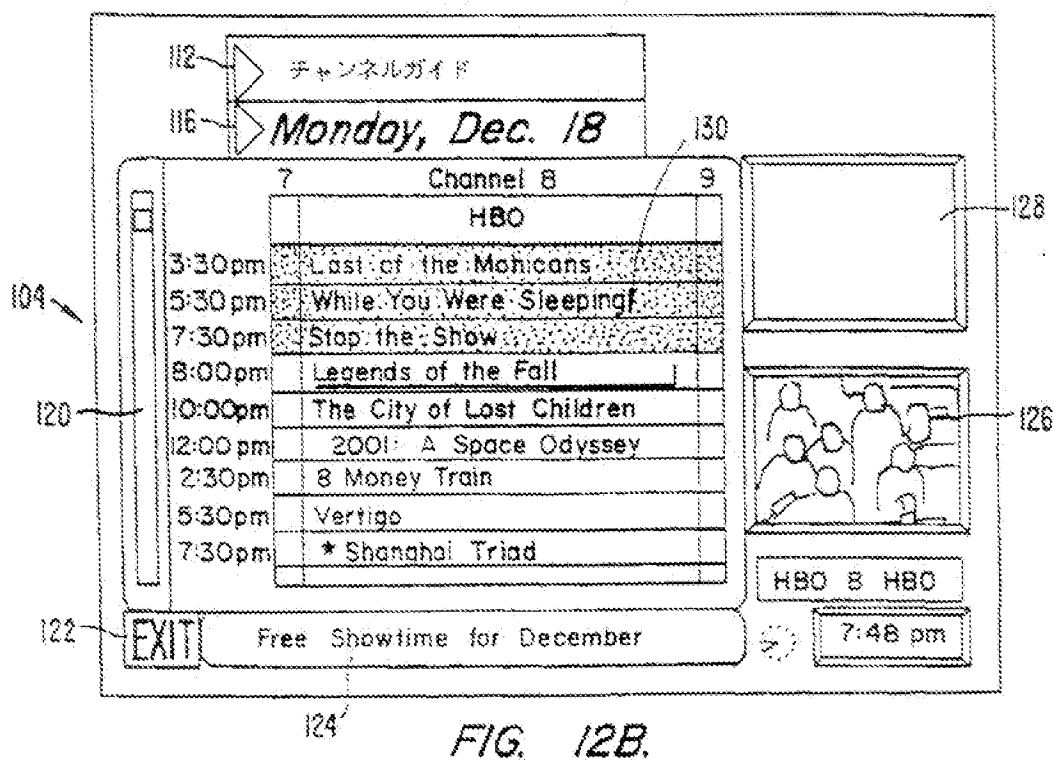 112
チャンネルガイド
116
Monday, Dec. 18
130
7 Channel 8 9
HBO
128
3:30pm Last of the Mohicans
104
5:30pm While You Were Sleeping
7:30pm Stop the Show
8:00pm Legends of the Fall
120
10:00pm The City of Lost Children
126
12:00 pm 2001: A Space Odyssey
2:30pm 8 Money Train
5:30pm Vertigo
7:30pm ★ Shanghai Triad
HBO 8 HBO
122
EXIT Free Showtime for December
7:48 pm
124
FIG. 12B.